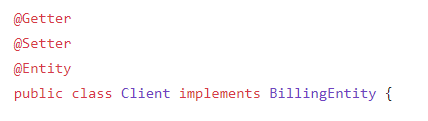 @Getter
@Setter
@Entity
public class Client implements BillingEntity {